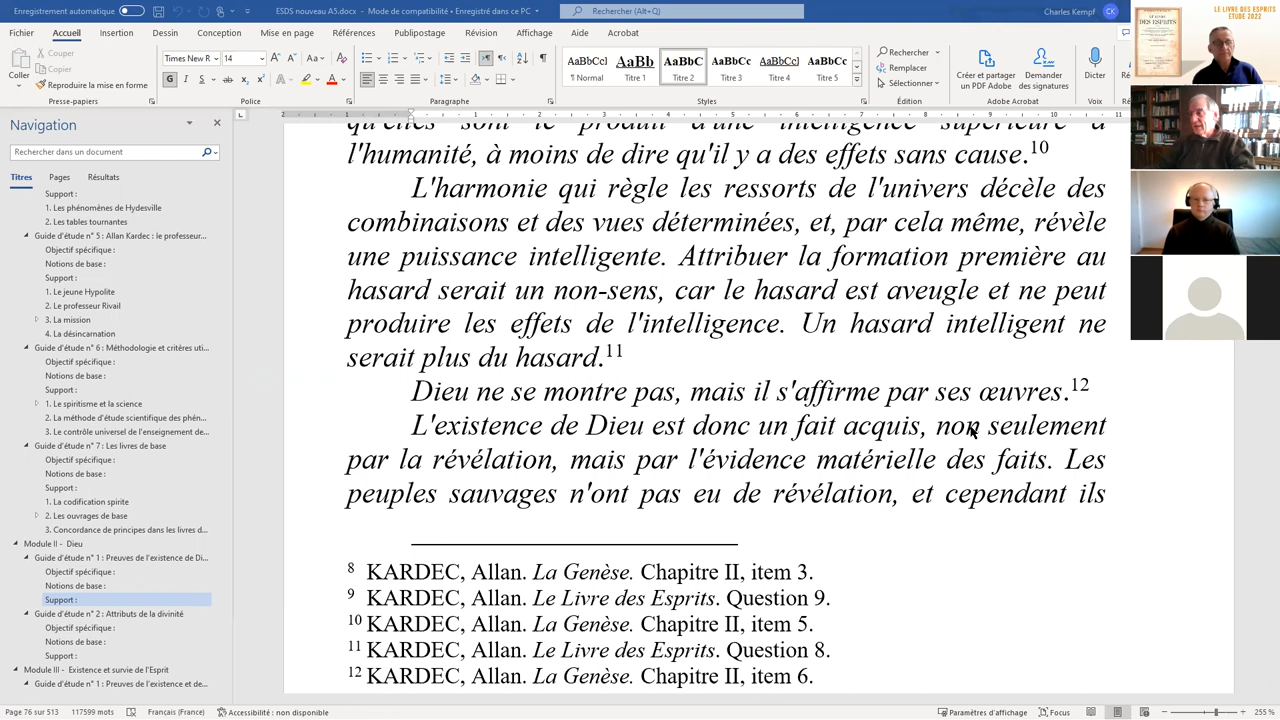 Enregistrement automatique
ESDS nouveau A5.docx - Mode de compatibilité • Enregistré dans ce PC
Rechercher (Alt+Q)
Charles Kempf
CK
LE LIVRE DES ESPRITS
ETUDE 2022
Fichier Accueil Insertion Dessin Conception Mise en page Références Publipostage Révision Affichage Aide Acrobat
Coller
Couper
Copier
Reproduire la mise en forme
Presse-papiers
Times New R 14
Police
Paragraphe
AaBbCcI ¶ Normal
AaBb Titre 1
AaBbC Titre 2
AaBbCc Titre 3
AaBbCcI Titre 4
AaBbCc Titre 5
Styles
Rechercher
Remplacer
Sélectionner
Édition
Créer et partager un PDF Adobe
Demander des signatures
Adobe Acrobat
Dicter
Voix
Navigation
Rechercher dans un document
Titres Pages Résultats
Support :
1. Les phénomènes de Hydesville
2. Les tables tournantes
Guide d'étude n° 5 : Allan Kardec : le professeur...
Objectif spécifique :
Notions de base :
Support :
1. Le jeune Hypolite
2. Le professeur Rivail
3. La mission
4. La désincarnation
Guide d'étude n° 6 : Méthodologie et critères uti...
Objectif spécifique :
Notions de base :
Support :
1. Le spiritisme et la science
2. La méthode d'étude scientifique des phén...
3. Le contrôle universel de l'enseignement de...
Guide d'étude n° 7 : Les livres de base
Objectif spécifique :
Notions de base :
Support :
1. La codification spirite
2. Les ouvrages de base
3. Concordance de principes dans les livres d...
Module II - Dieu
Guide d'étude n° 1 : Preuves de l'existence de Di...
Objectif spécifique :
Notions de base :
Support :
Guide d'étude n° 2 : Attributs de la divinité
Objectif spécifique :
Notions de base :
Support :
Module III - Existence et survie de l'Esprit
Guide d'étude n° 1 : Preuves de l'existence et de...
qu'elles sont le produit d'une intelligence supérieure à
l'humanité, à moins de dire qu'il y a des effets sans cause.10
L'harmonie qui règle les ressorts de l'univers décèle des
combinaisons et des vues déterminées, et, par cela même, révèle
une puissance intelligente. Attribuer la formation première au
hasard serait un non-sens, car le hasard est aveugle et ne peut
produire les effets de l'intelligence. Un hasard intelligent ne
serait plus du hasard.11
Dieu ne se montre pas, mais il s'affirme par ses œuvres.12
L'existence de Dieu est donc un fait acquis, non seulement
par la révélation, mais par l'évidence matérielle des faits. Les
peuples sauvages n'ont pas eu de révélation, et cependant ils
8 KARDEC, Allan. La Genèse. Chapitre II, item 3.
9 KARDEC, Allan. Le Livre des Esprits. Question 9.
10 KARDEC, Allan. La Genèse. Chapitre II, item 5.
11 KARDEC, Allan. Le Livre des Esprits. Question 8.
12 KARDEC, Allan. La Genèse. Chapitre II, item 6.
Page 76 sur 513 117599 mots Français (France) Accessibilité : non disponible Paramètres d'affichage Focus 255 %